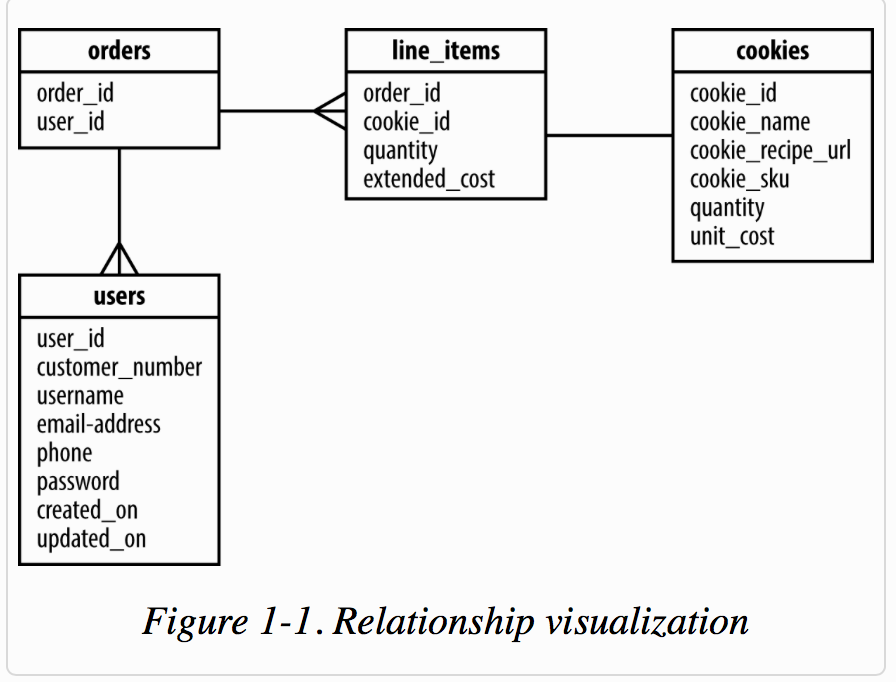 orders
order_id
user_id
line_items
order_id
cookie_id
quantity
extended_cost
cookies
cookie_id
cookie_name
cookie_recipe_url
cookie_sku
quantity
unit_cost
users
user_id
customer_number
username
email-address
phone
password
created_on
updated_on
Figure 1-1. Relationship visualization